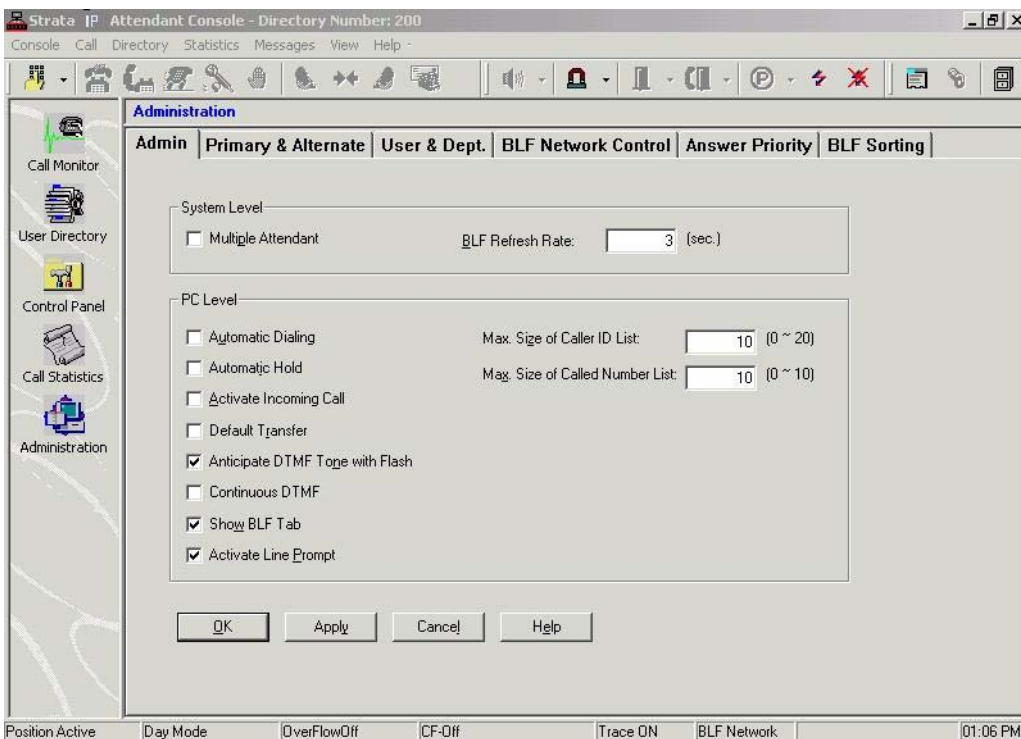 Strata IP Attendant Console - Directory Number: 200
Console Call Directory Statistics Messages View Help -
Administration
Admin Primary & Alternate User & Dept. BLF Network Control Answer Priority BLF Sorting
Call Monitor
User Directory
Control Panel
Call Statistics
Administration
System Level
Multiple Attendant BLF Refresh Rate: 3 (sec.)
PC Level
Automatic Dialing Max. Size of Caller ID List: 10 (0 ~ 20)
Automatic Hold Max. Size of Called Number List: 10 (0 ~ 10)
Activate Incoming Call
Default Transfer
Anticipate DTMF Tone with Flash
Continuous DTMF
Show BLF Tab
Activate Line Prompt
OK Apply Cancel Help
Position Active Day Mode OverFlowOff CF-Off Trace ON BLF Network 01:06 PM